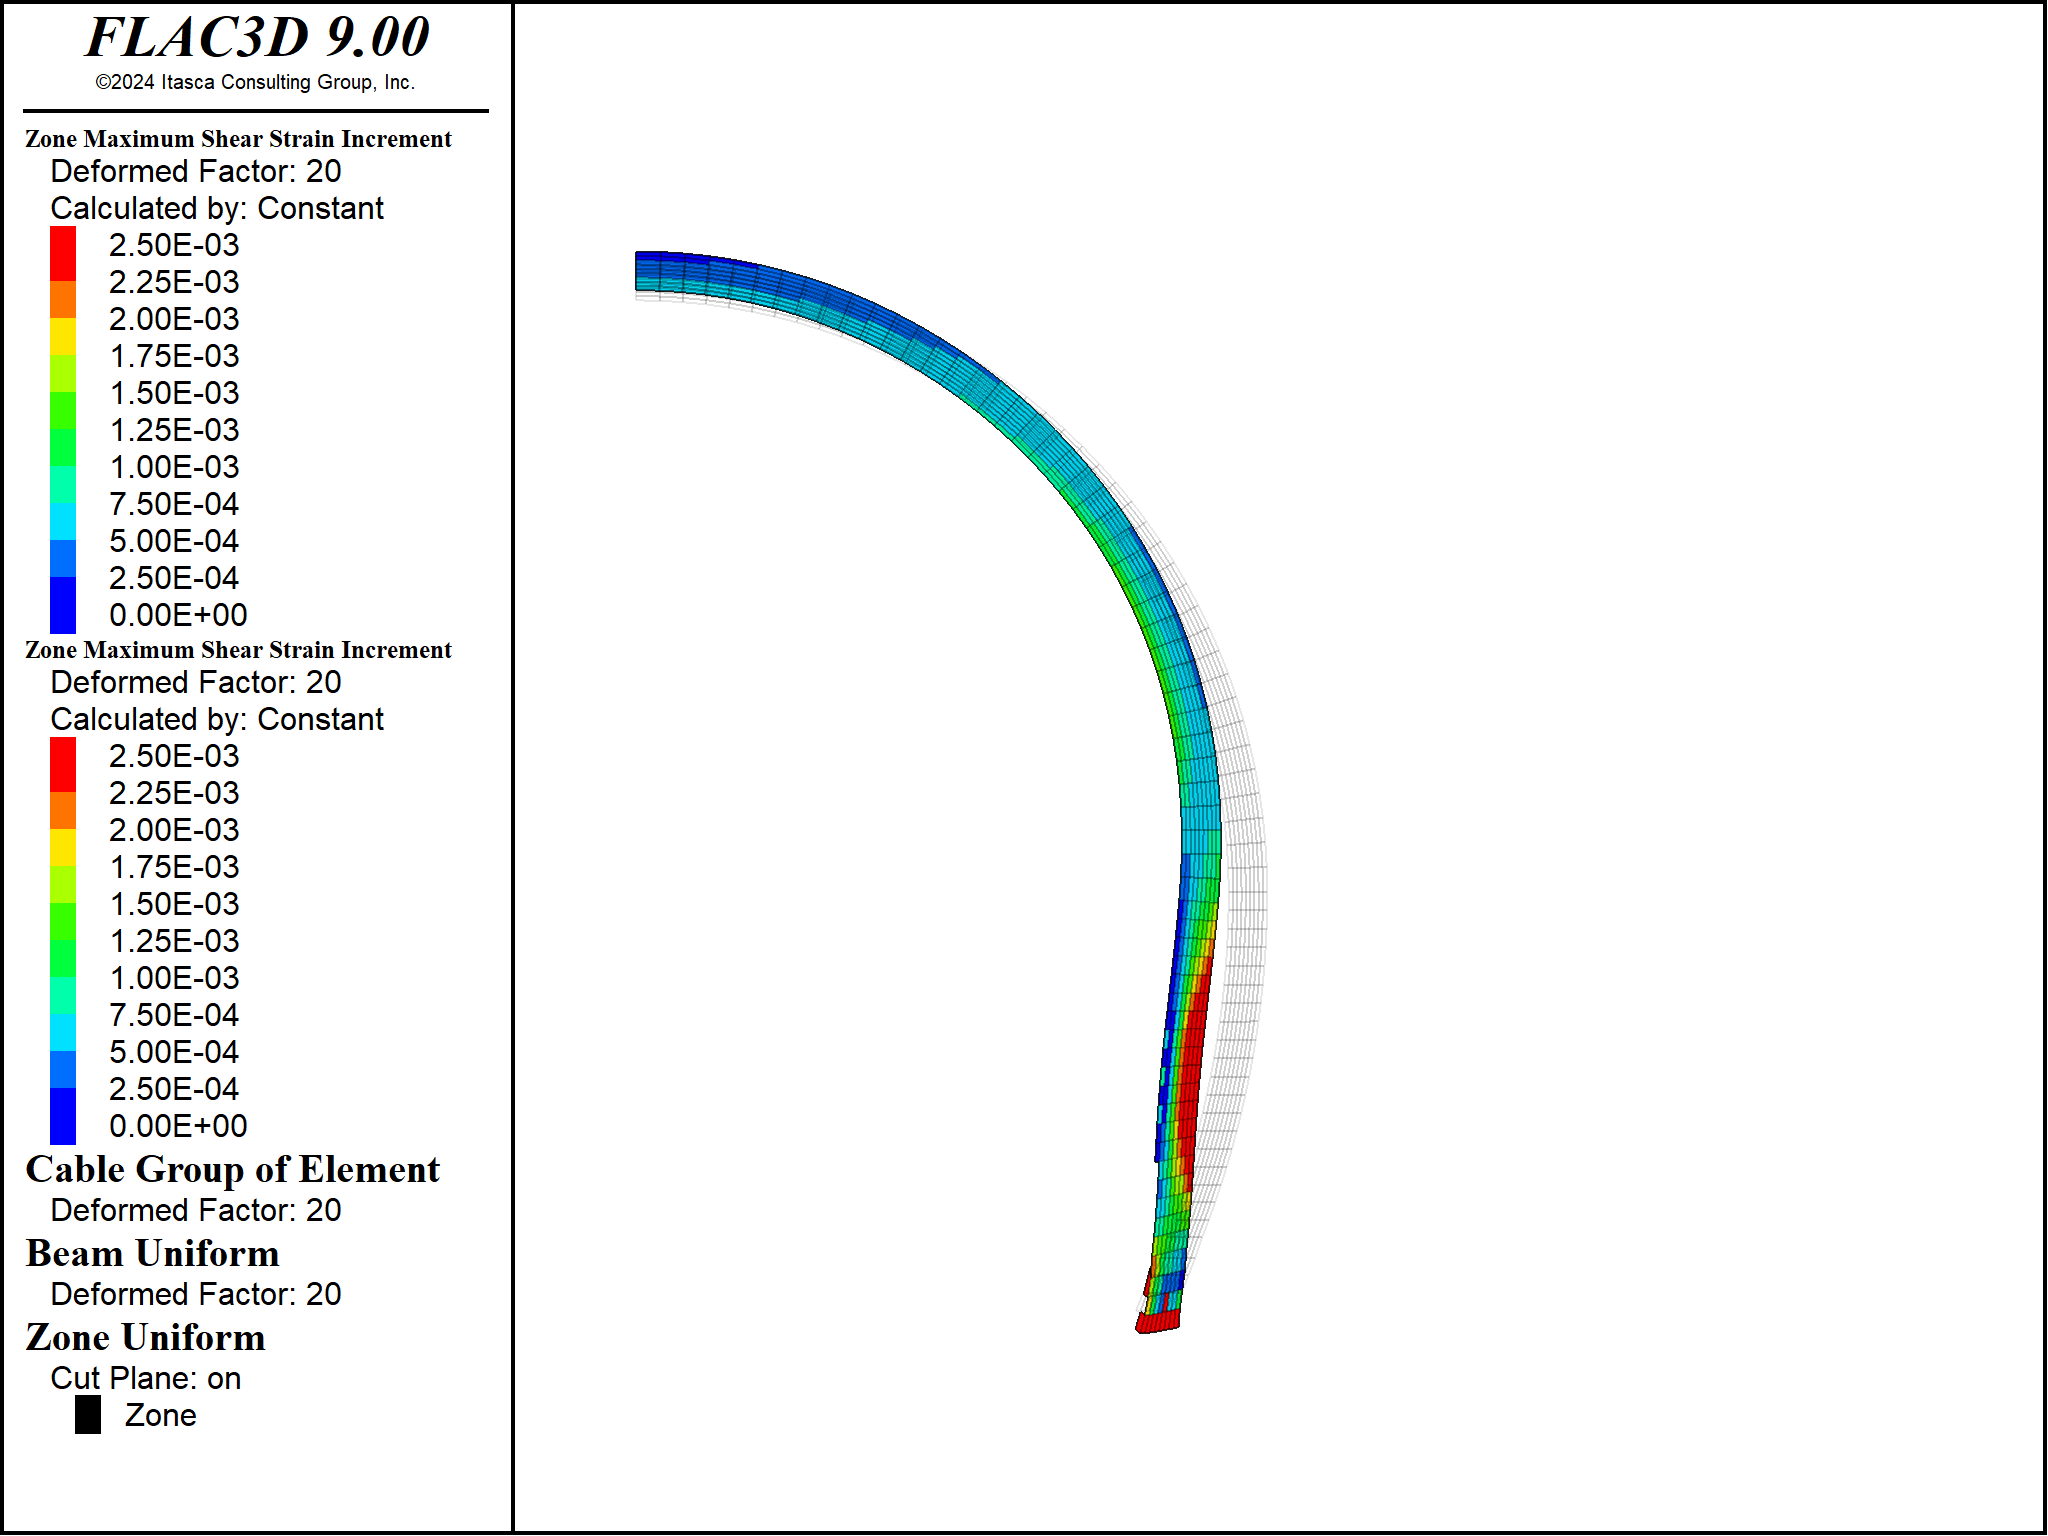 FLAC3D 9.00
©2024 Itasca Consulting Group, Inc.
Zone Maximum Shear Strain Increment
Deformed Factor: 20
Calculated by: Constant
2.50E-03
2.25E-03
2.00E-03
1.75E-03
1.50E-03
1.25E-03
1.00E-03
7.50E-04
5.00E-04
2.50E-04
0.00E+00
Zone Maximum Shear Strain Increment
Deformed Factor: 20
Calculated by: Constant
2.50E-03
2.25E-03
2.00E-03
1.75E-03
1.50E-03
1.25E-03
1.00E-03
7.50E-04
5.00E-04
2.50E-04
0.00E+00
Cable Group of Element
Deformed Factor: 20
Beam Uniform
Deformed Factor: 20
Zone Uniform
Cut Plane: on
Zone